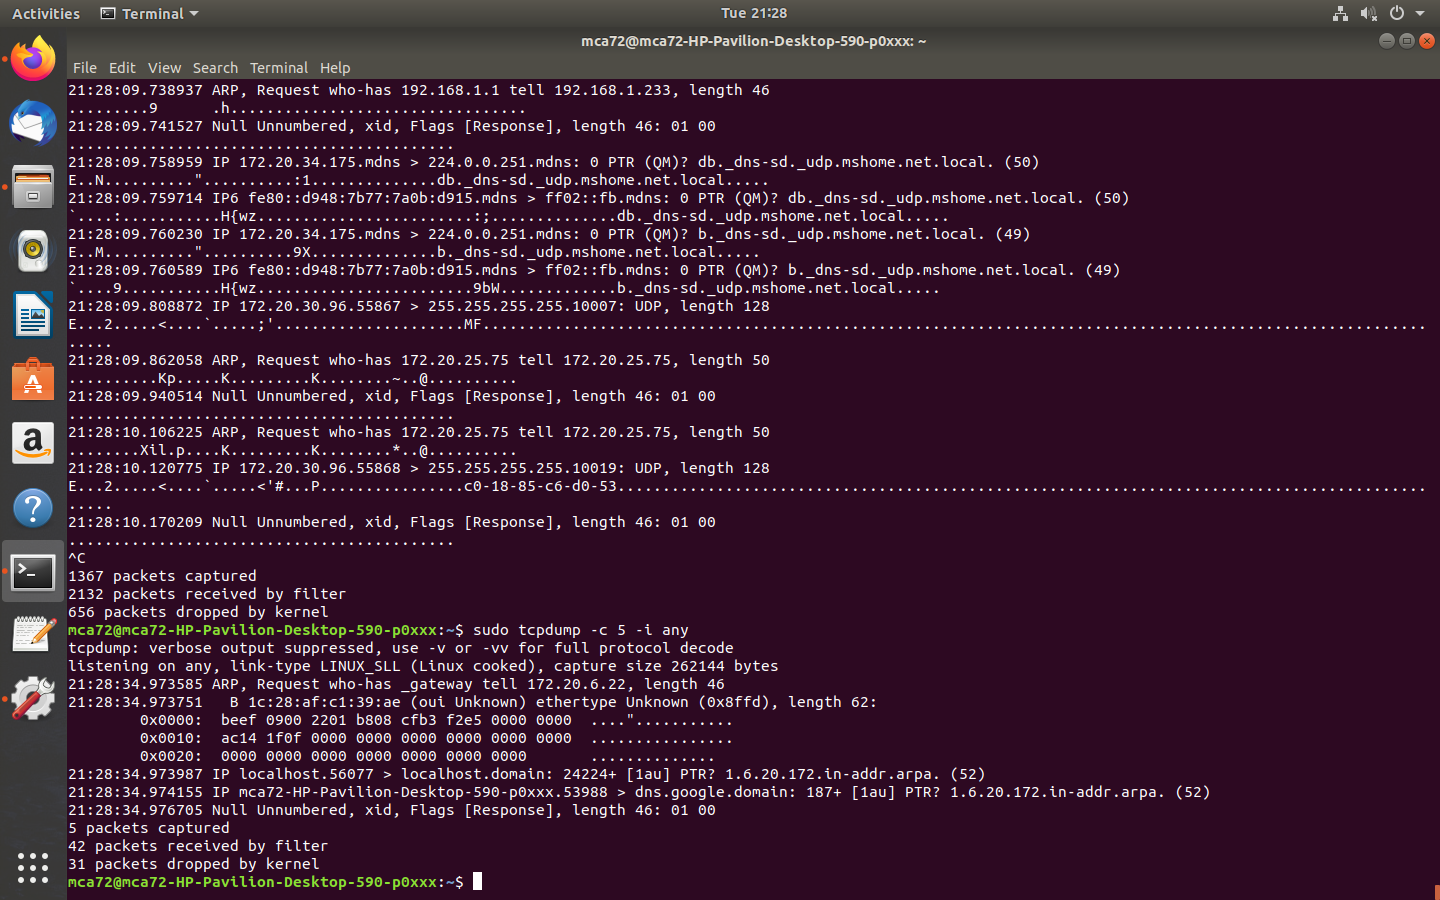 Activities Terminal Tue 21:28
mca72@mca72-HP-Pavilion-Desktop-590-p0xxx: ~
File Edit View Search Terminal Help
21:28:09.738937 ARP, Request who-has 192.168.1.1 tell 192.168.1.233, length 46
.........9      .h.................................
21:28:09.741527 Null Unnumbered, xid, Flags [Response], length 46: 01 00
...........................................
21:28:09.758959 IP 172.20.34.175.mdns > 224.0.0.251.mdns: 0 PTR (QM)? db._dns-sd._udp.mshome.net.local. (50)
E..N.........."..........:1..............db._dns-sd._udp.mshome.net.local.....
21:28:09.759714 IP6 fe80::d948:7b77:7a0b:d915.mdns > ff02::fb.mdns: 0 PTR (QM)? db._dns-sd._udp.mshome.net.local. (50)
`....:...........H{wz........................:;..............db._dns-sd._udp.mshome.net.local.....
21:28:09.760230 IP 172.20.34.175.mdns > 224.0.0.251.mdns: 0 PTR (QM)? b._dns-sd._udp.mshome.net.local. (49)
E..M.........."..........9X..............b._dns-sd._udp.mshome.net.local.....
21:28:09.760589 IP6 fe80::d948:7b77:7a0b:d915.mdns > ff02::fb.mdns: 0 PTR (QM)? b._dns-sd._udp.mshome.net.local. (49)
`....9...........H{wz........................9bW.............b._dns-sd._udp.mshome.net.local.....
21:28:09.808872 IP 172.20.30.96.55867 > 255.255.255.255.10007: UDP, length 128
E...2.....<....`.....;'.....................MF.........................................................................................................
.....
21:28:09.862058 ARP, Request who-has 172.20.25.75 tell 172.20.25.75, length 50
..........Kp.....K.........K........~..@..........
21:28:09.940514 Null Unnumbered, xid, Flags [Response], length 46: 01 00
...........................................
21:28:10.106225 ARP, Request who-has 172.20.25.75 tell 172.20.25.75, length 50
........Xil.p....K.........K........*..@..........
21:28:10.120775 IP 172.20.30.96.55868 > 255.255.255.255.10019: UDP, length 128
E...2.....<....`.....<'#...P................c0-18-85-c6-d0-53..........................................................................................
.....
21:28:10.170209 Null Unnumbered, xid, Flags [Response], length 46: 01 00
...........................................
^C
1367 packets captured
2132 packets received by filter
656 packets dropped by kernel
mca72@mca72-HP-Pavilion-Desktop-590-p0xxx:~$ sudo tcpdump -c 5 -i any
tcpdump: verbose output suppressed, use -v or -vv for full protocol decode
listening on any, link-type LINUX_SLL (Linux cooked), capture size 262144 bytes
21:28:34.973585 ARP, Request who-has _gateway tell 172.20.6.22, length 46
21:28:34.973751   B 1c:28:af:c1:39:ae (oui Unknown) ethertype Unknown (0x8ffd), length 62:
        0x0000:  beef 0900 2201 b808 cfb3 f2e5 0000 0000  ...."...........
        0x0010:  ac14 1f0f 0000 0000 0000 0000 0000 0000  ................
        0x0020:  0000 0000 0000 0000 0000 0000 0000       ..............
21:28:34.973987 IP localhost.56077 > localhost.domain: 24224+ [1au] PTR? 1.6.20.172.in-addr.arpa. (52)
21:28:34.974155 IP mca72-HP-Pavilion-Desktop-590-p0xxx.53988 > dns.google.domain: 187+ [1au] PTR? 1.6.20.172.in-addr.arpa. (52)
21:28:34.976705 Null Unnumbered, xid, Flags [Response], length 46: 01 00
5 packets captured
42 packets received by filter
31 packets dropped by kernel
mca72@mca72-HP-Pavilion-Desktop-590-p0xxx:~$